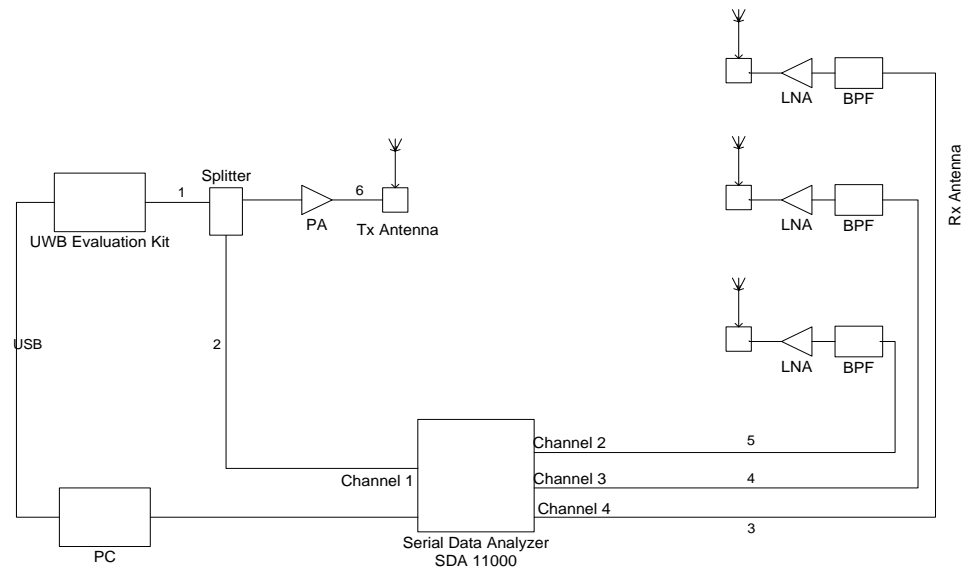 LNA
BPF
Rx Antenna
Splitter
1
6
UWB Evaluation Kit
PA
Tx Antenna
LNA
BPF
USB
2
LNA
BPF
Channel 2
5
Channel 1
Channel 3
4
Channel 4
3
PC
Serial Data Analyzer
SDA 11000